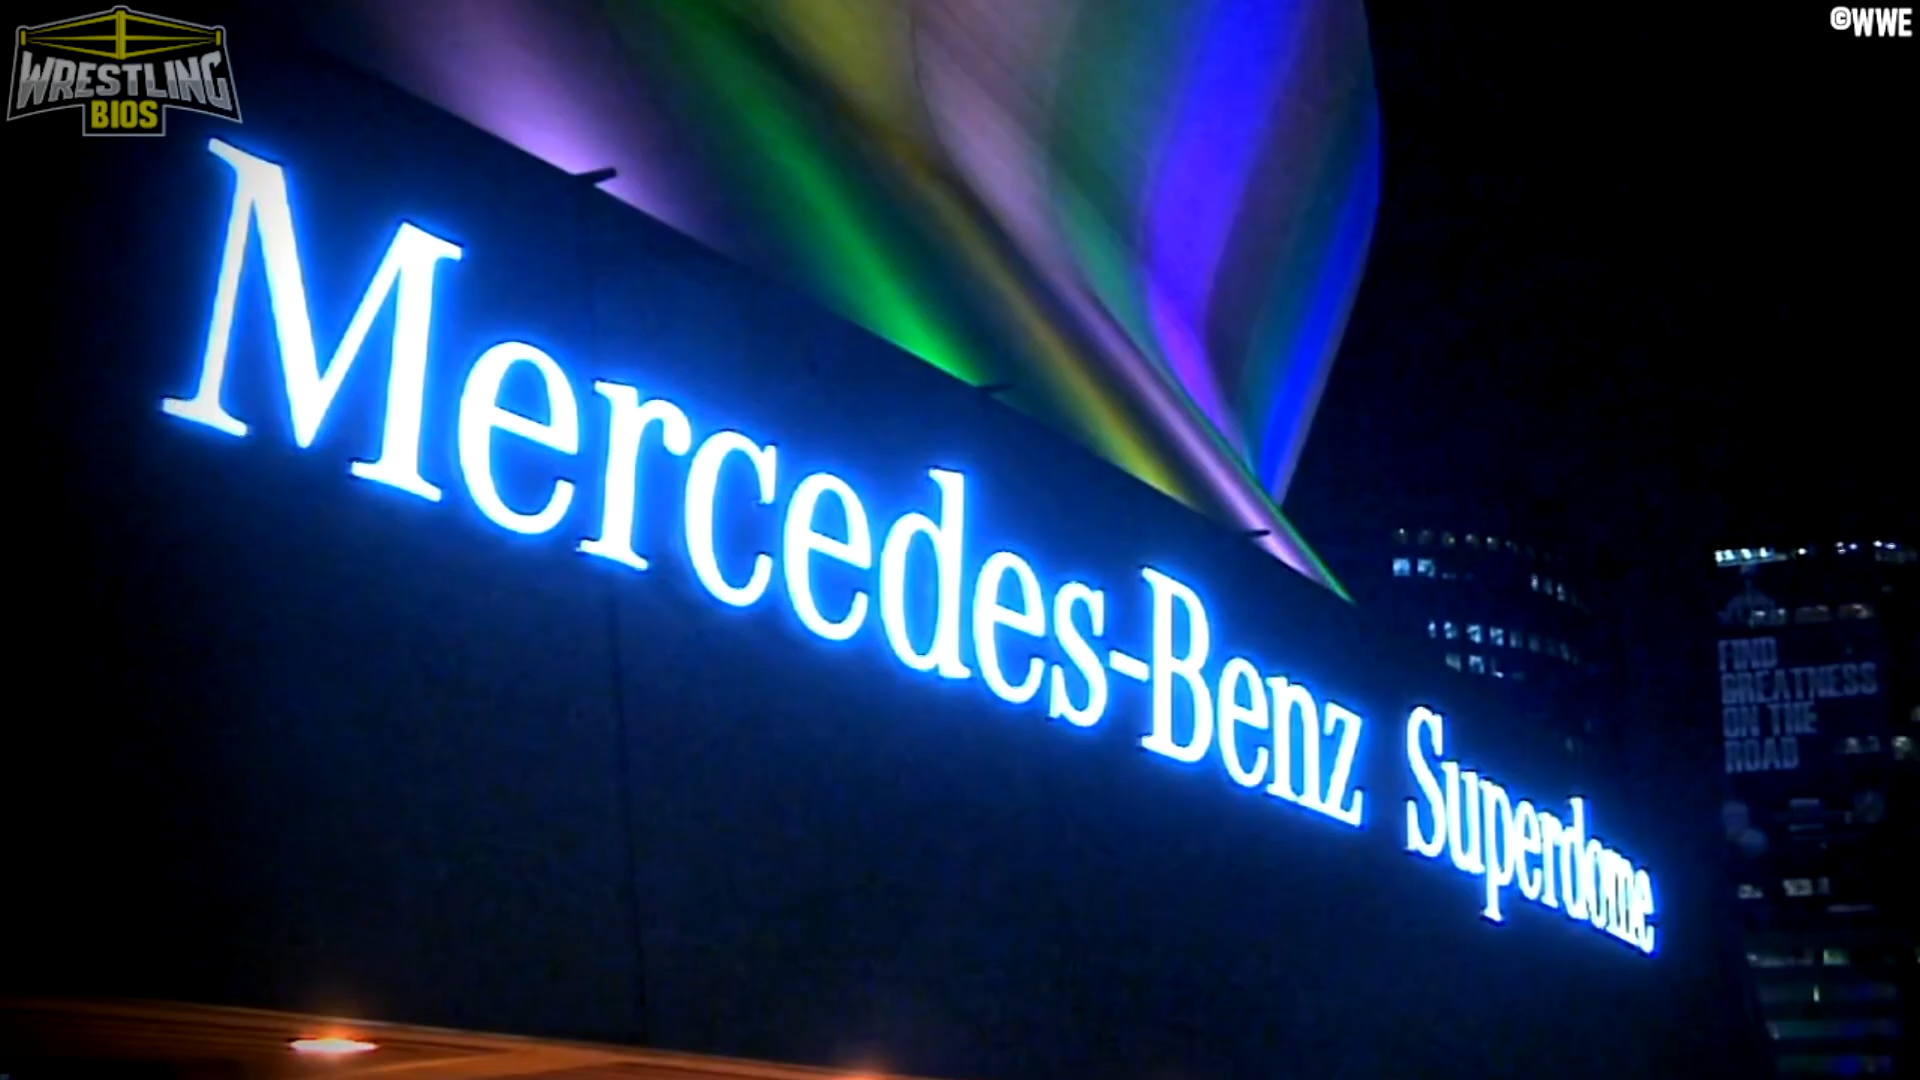 WRESTLING
BIOS
©WWE
Mercedes-Benz Superdome
FIND
GREATNESS
ON THE
ROAD